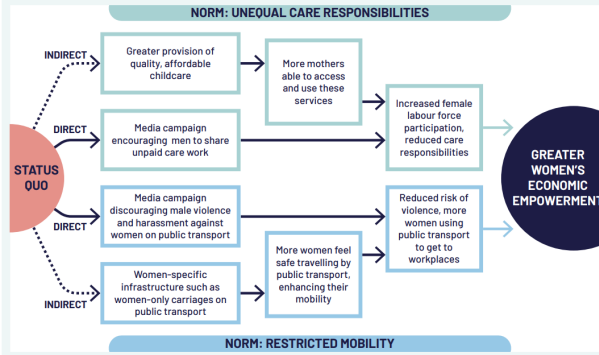 NORM: UNEQUAL CARE RESPONSIBILITIES
INDIRECT
Greater provision of
quality, affordable
childcare
More mothers
able to access
and use these
services
DIRECT
Media campaign
encouraging men to share
unpaid care work
Increased female
labour force
participation,
reduced care
responsibilities
STATUS
QUO
GREATER
WOMEN'S
ECONOMIC
EMPOWERMENT
Media campaign
discouraging male violence
and harassment against
women on public transport
DIRECT
Reduced risk of
violence, more
women using
public transport
to get to
workplaces
More women feel
safe travelling by
public transport,
enhancing their
mobility
Women-specific
infrastructure such as
women-only carriages on
public transport
INDIRECT
NORM: RESTRICTED MOBILITY